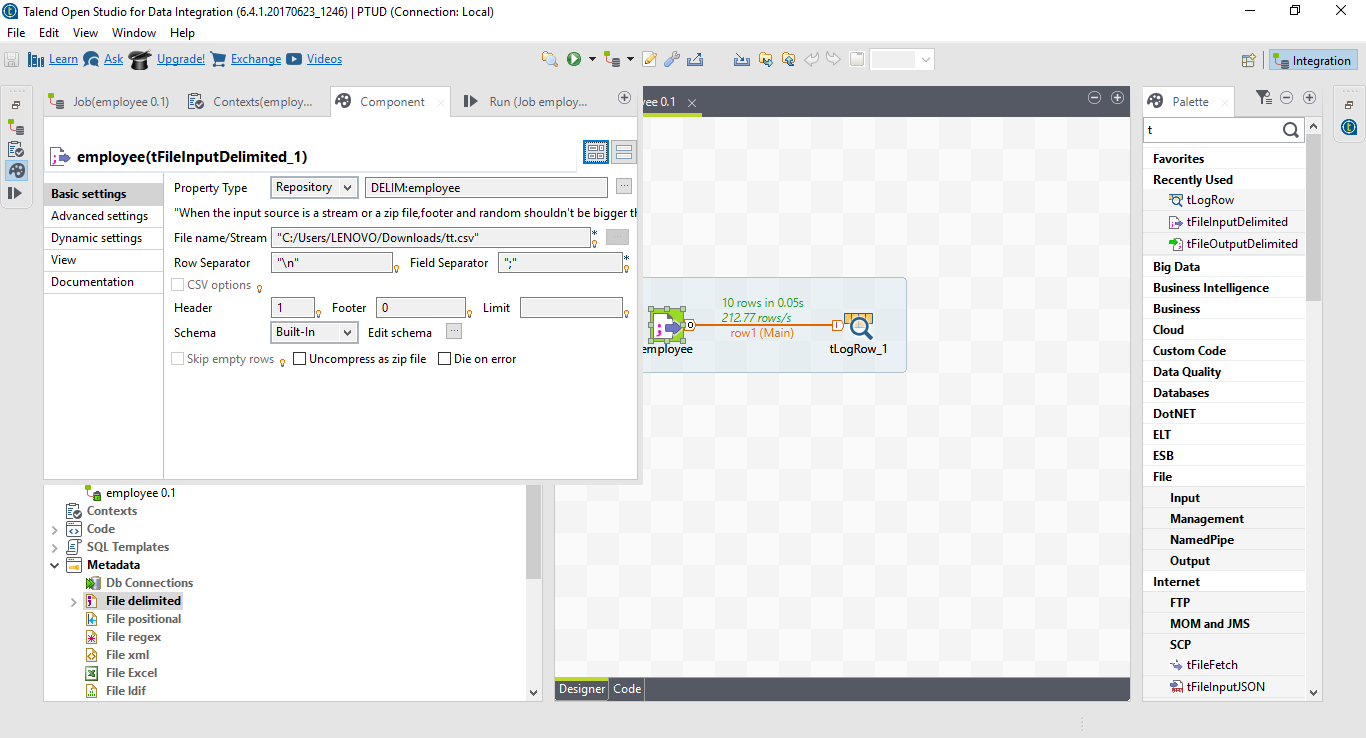 Talend Open Studio for Data Integration (6.4.1.20170623_1246) | PTUD (Connection: Local)
File Edit View Window Help
Learn Ask Upgrade! Exchange Videos Integration
Job(employee 0.1) Contexts(employ... Component Run (Job employ...
yee 0.1
Palette
employee(tFileInputDelimited_1)
t
Basic settings
Advanced settings
Dynamic settings
View
Documentation
Property Type Repository DELIM:employee
"When the input source is a stream or a zip file,footer and random shouldn't be bigger th
File name/Stream "C:/Users/LENOVO/Downloads/tt.csv" *
Row Separator "\n" Field Separator ";" *
CSV options
Header 1 Footer 0 Limit
Schema Built-In Edit schema
Skip empty rows Uncompress as zip file Die on error
10 rows in 0.05s
212.77 rows/s
row1 (Main)
employee tLogRow_1
employee 0.1
Contexts
Code
SQL Templates
Metadata
Db Connections
File delimited
File positional
File regex
File xml
File Excel
File ldif
Designer Code
Favorites
Recently Used
tLogRow
tFileInputDelimited
tFileOutputDelimited
Big Data
Business Intelligence
Business
Cloud
Custom Code
Data Quality
Databases
DotNET
ELT
ESB
File
Input
Management
NamedPipe
Output
Internet
FTP
MOM and JMS
SCP
tFileFetch
tFileInputJSON